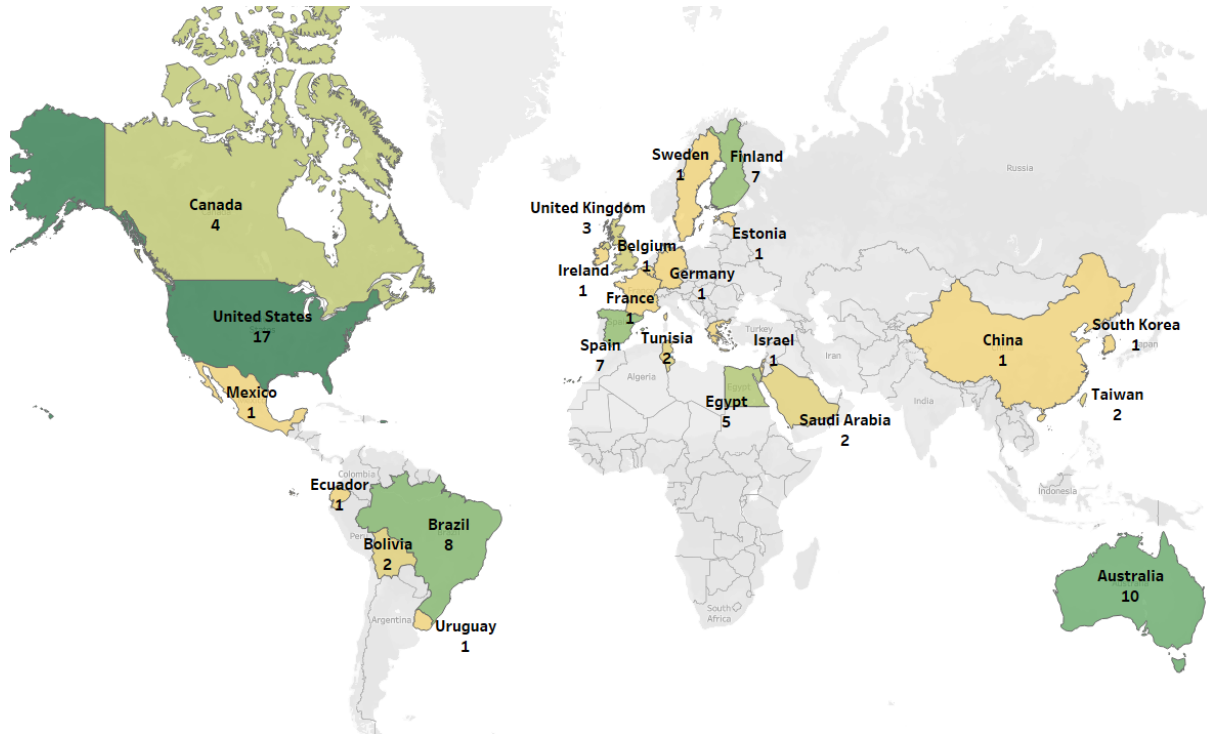 Canada
4
United States
17
Mexico
1
Ecuador
1
Colombia
Brazil
8
Bolivia
2
Argentina
Uruguay
1
Sweden
1
Finland
7
Russia
United Kingdom
3
Estonia
1
Belgium
1
Ireland
1
Germany
1
France
1
Spain
7
Tunisia
2
Turkey
Israel
1
Iran
Algeria
Egypt
Egypt
5
Saudi Arabia
2
India
China
1
South Korea
1
Taiwan
2
Indonesia
South
Africa
Australia
10